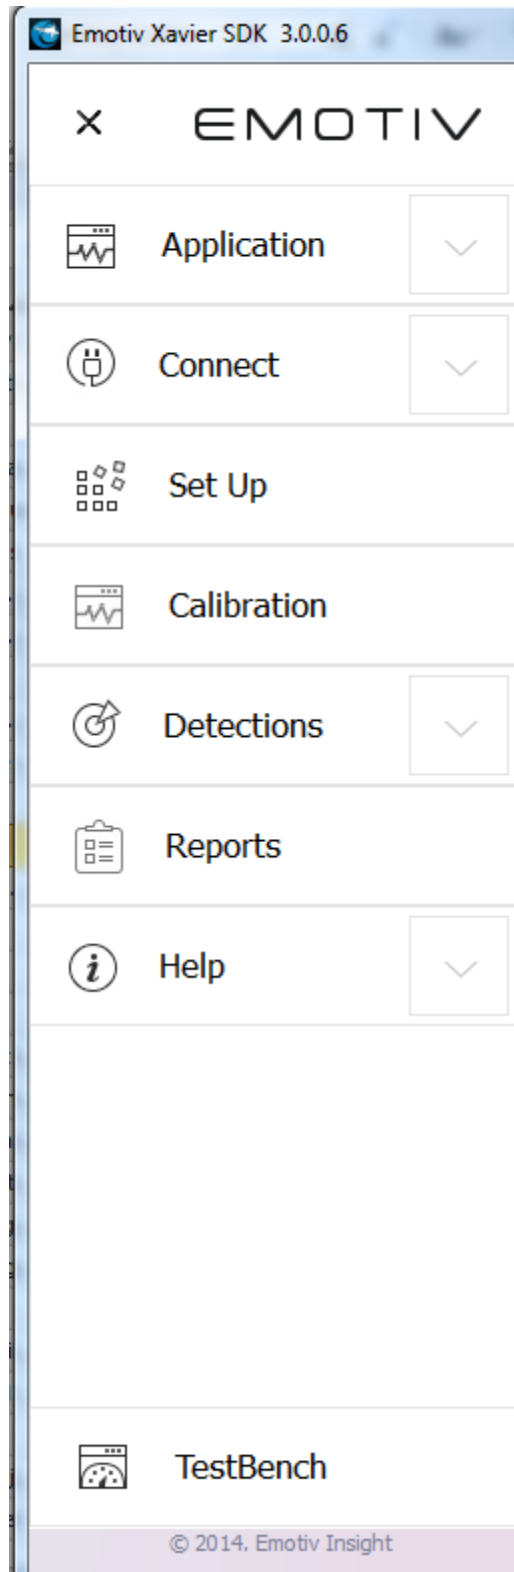 Emotiv Xavier SDK 3.0.0.6
EMOTIV
Application
Connect
Set Up
Calibration
Detections
Reports
Help
TestBench
© 2014. Emotiv Insight